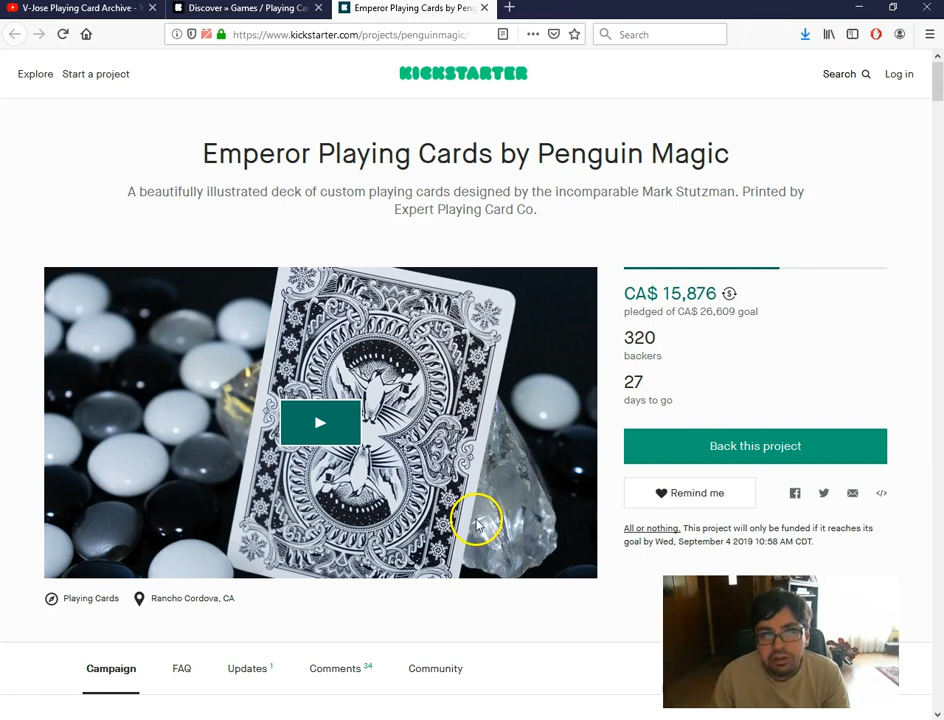 V-Jose Playing Card Archive -
Discover » Games / Playing Ca
Emperor Playing Cards by Peng
https://www.kickstarter.com/projects/penguinmagic/
Search
Explore
Start a project
KICKSTARTER
Search
Log in
Emperor Playing Cards by Penguin Magic
A beautifully illustrated deck of custom playing cards designed by the incomparable Mark Stutzman. Printed by
Expert Playing Card Co.
CA$ 15,876
pledged of CA$ 26,609 goal
320
backers
27
days to go
Back this project
Remind me
All or nothing. This project will only be funded if it reaches its
goal by Wed, September 4 2019 10:58 AM CDT.
Playing Cards
Rancho Cordova, CA
Campaign
FAQ
Updates 1
Comments 34
Community